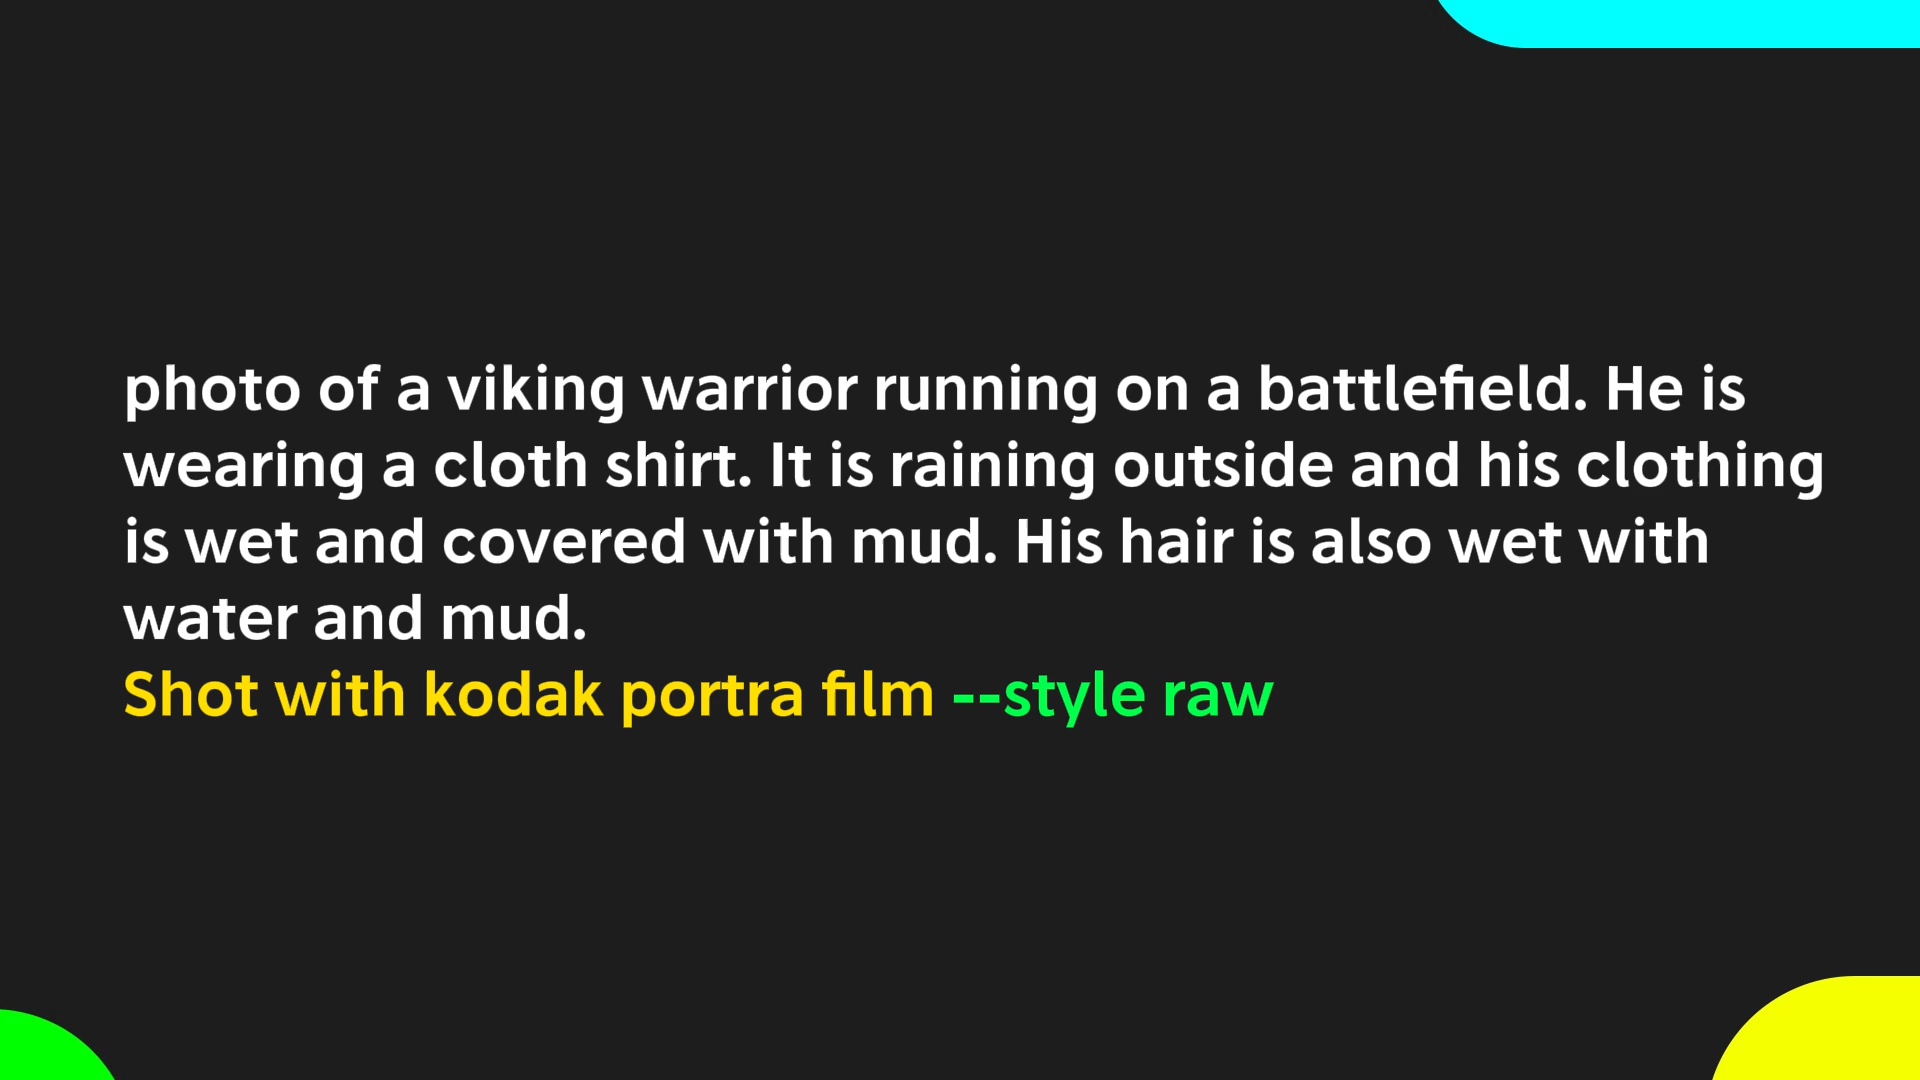 photo of a viking warrior running on a battlefield. He is
wearing a cloth shirt. It is raining outside and his clothing
is wet and covered with mud. His hair is also wet with
water and mud.
Shot with kodak portra film --style raw